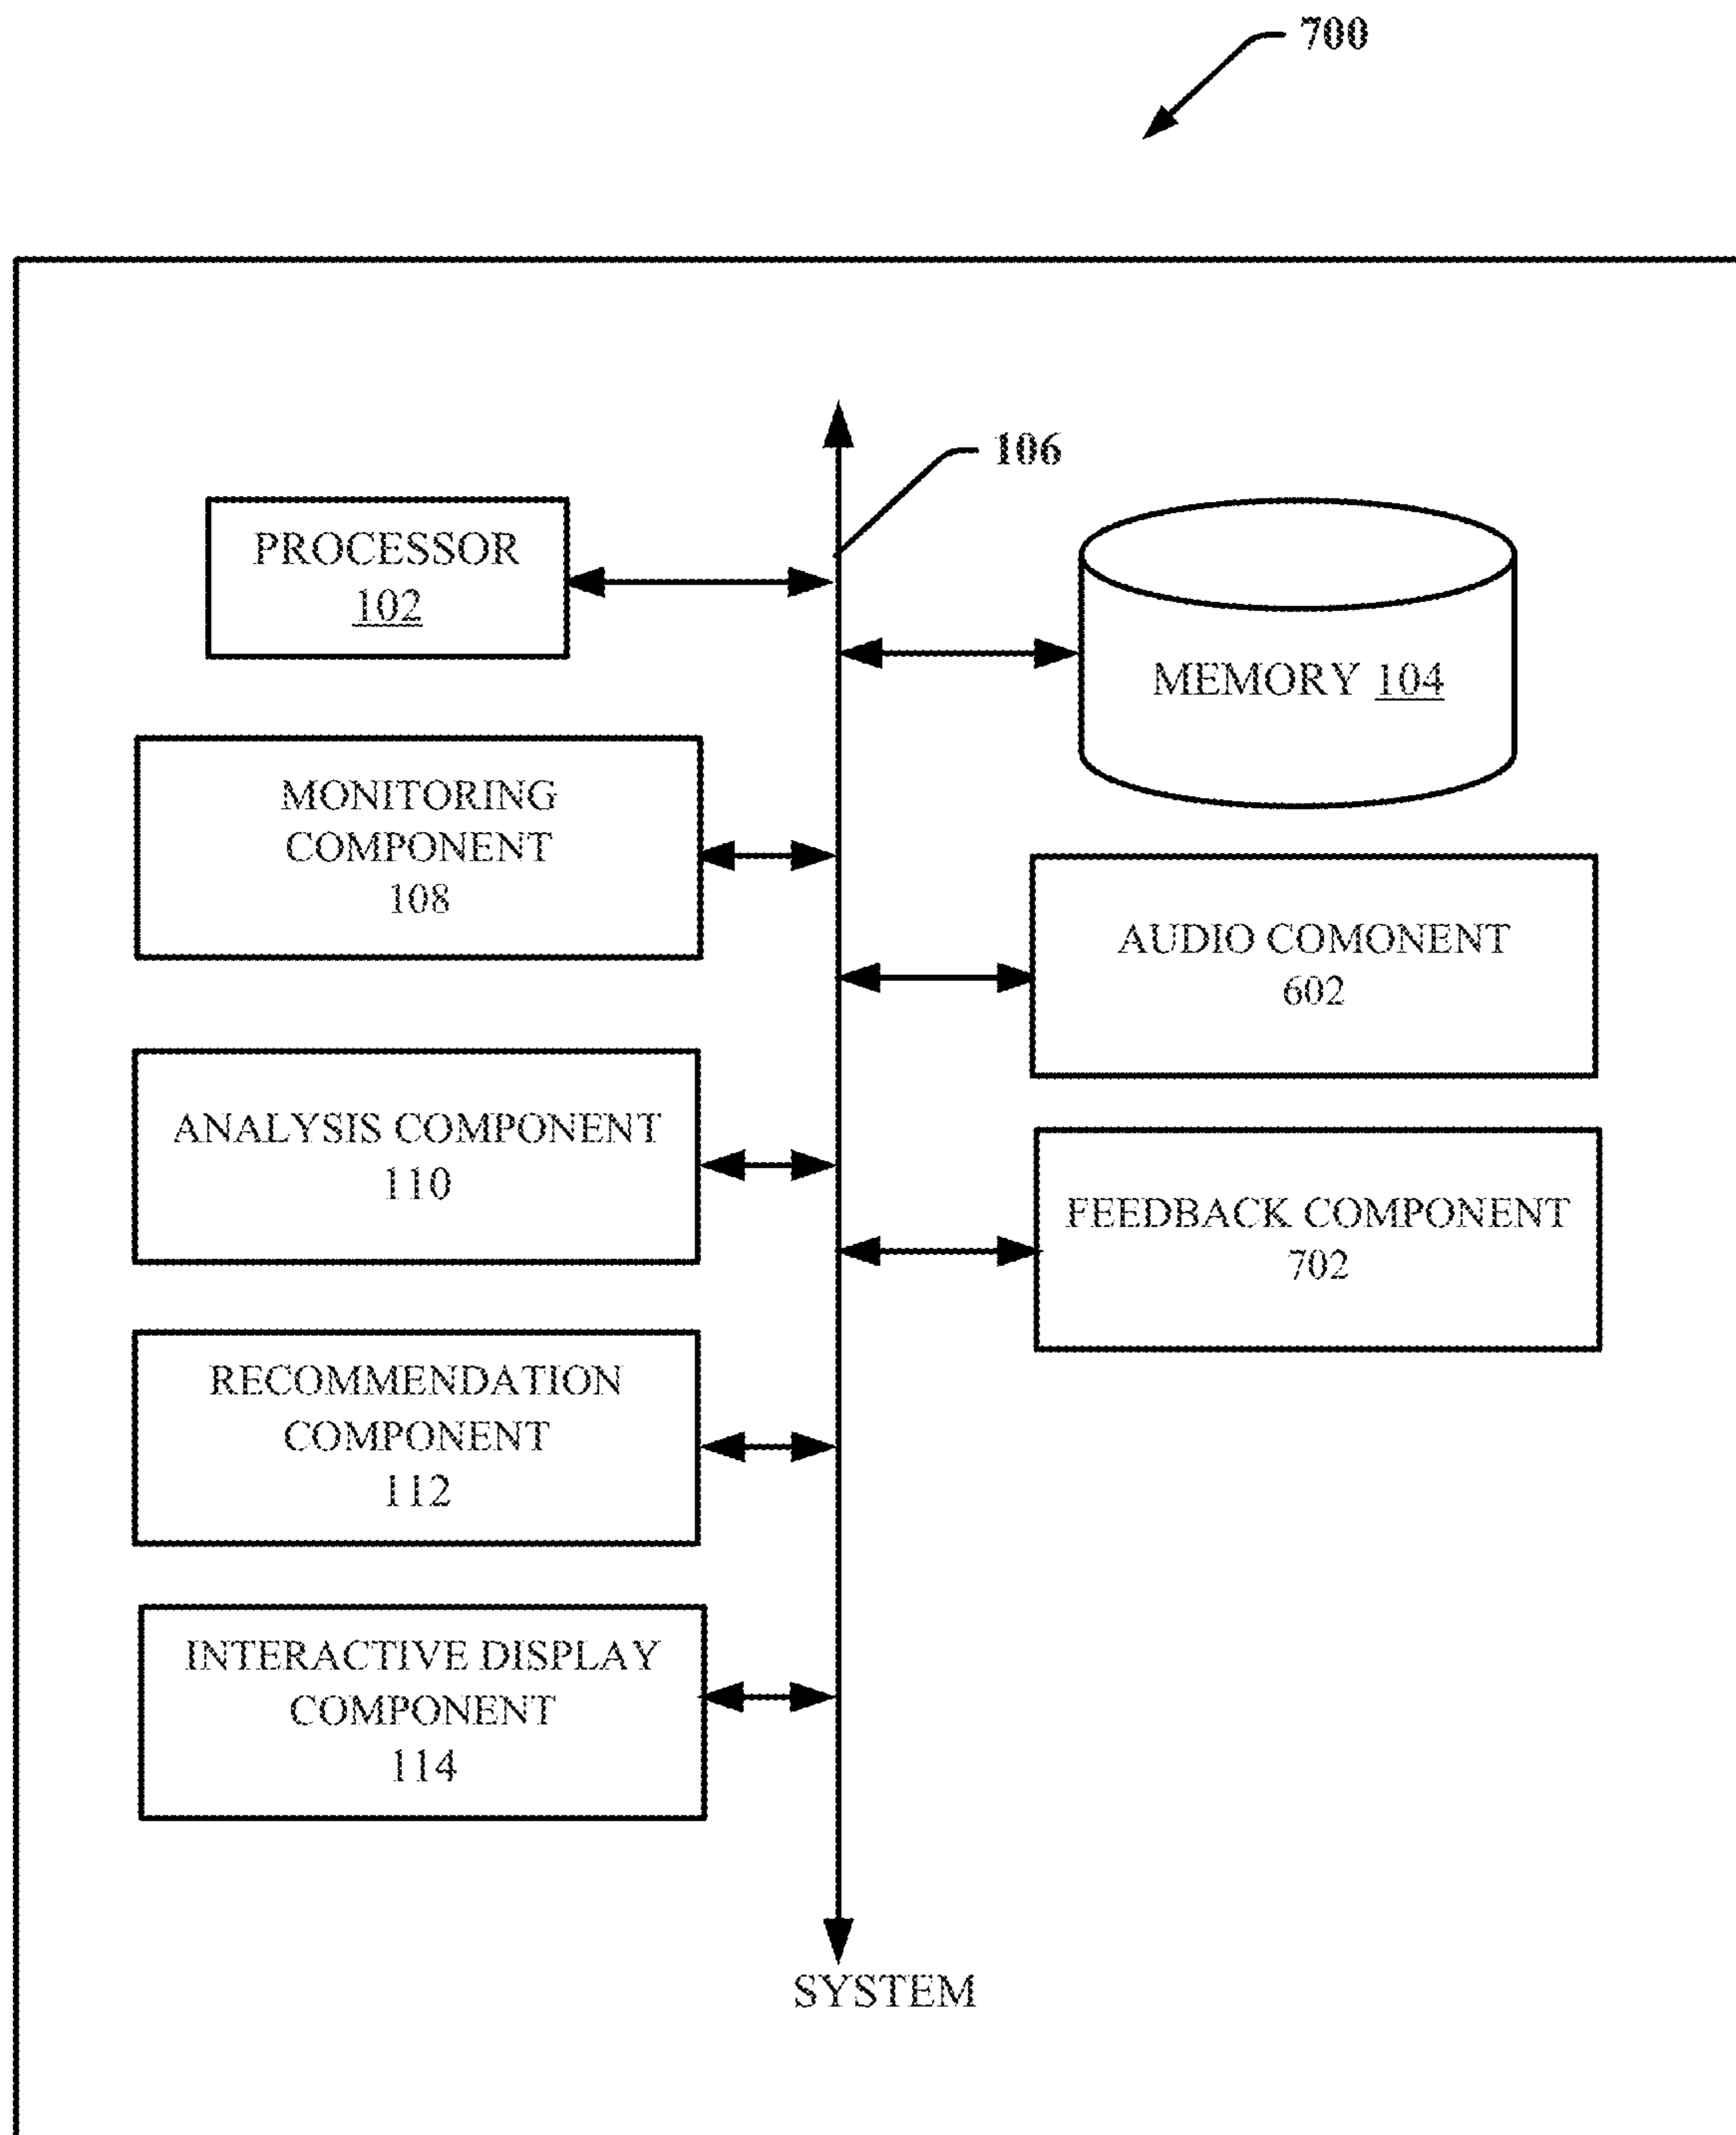 700
106
PROCESSOR
102
MEMORY 104
MONITORING
COMPONENT
108
AUDIO COMONENT
602
ANALYSIS COMPONENT
110
FEEDBACK COMPONENT
702
RECOMMENDATION
COMPONENT
112
INTERACTIVE DISPLAY
COMPONENT
114
SYSTEM